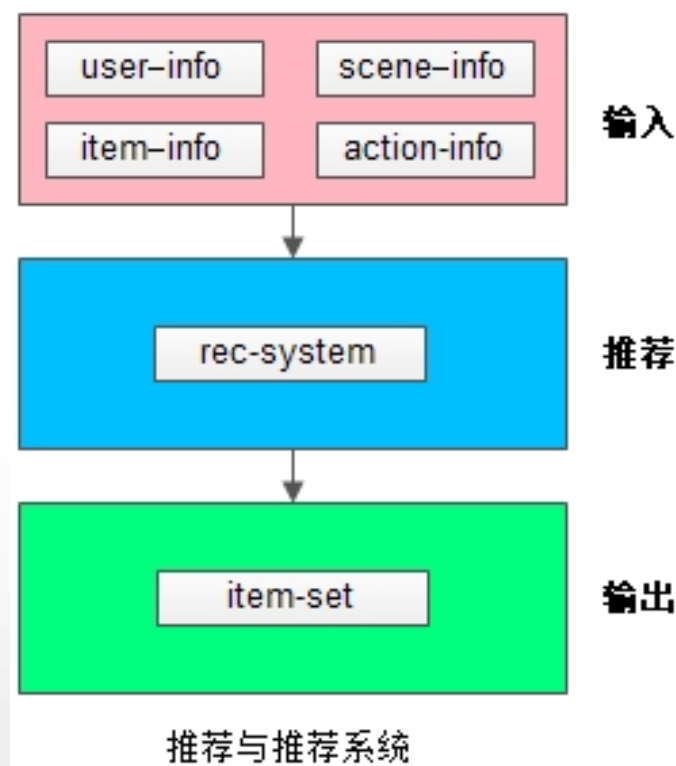 user–info scene–info
输入
item–info action-info
rec-system
推荐
item-set
输出
推荐与推荐系统